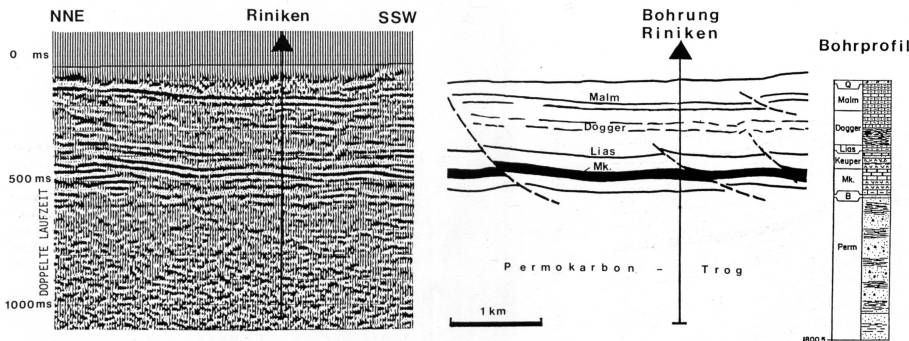 NNE Riniken SSW
0 ms
500 ms
1000 ms
DOPPELTE LAUFZEIT
Bohrung
Riniken
Malm
Dogger
Lias
Mk.
Permokarbon – Trog
1 km
Bohrprofil
Q
Malm
Dogger
Lias
Keuper
Mk.
B
Perm
1800.5